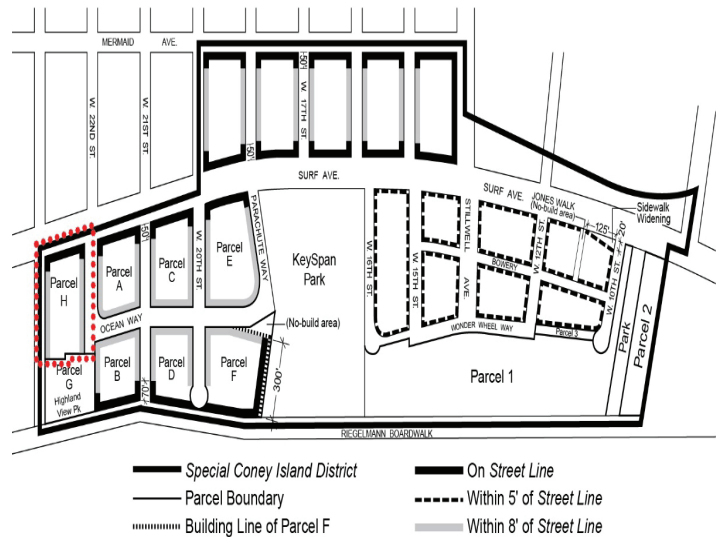 MERMAID AVE.
W. 22ND ST.
W. 21ST ST.
50'
W. 17TH ST.
50'
SURF AVE.
SURF AVE.
JONES WALK
(No-build area)
Sidewalk
Widening
125'
20'
Parcel
H
Parcel
A
50'
Parcel
C
W. 20TH ST.
Parcel
E
PARACHUTE WAY
KeySpan
Park
W. 16TH ST.
W. 15TH ST.
STILLWELL
AVE.
BOWERY
W. 12TH ST.
W. 10TH ST.
OCEAN WAY
(No-build area)
WONDER WHEEL WAY
Parcel 3
Park
Parcel 2
Parcel
G
Highland
View Pk
Parcel
B
70'
Parcel
D
Parcel
F
300'
Parcel 1
RIEGELMANN BOARDWALK
Special Coney Island District
On Street Line
Parcel Boundary
Within 5' of Street Line
Building Line of Parcel F
Within 8' of Street Line